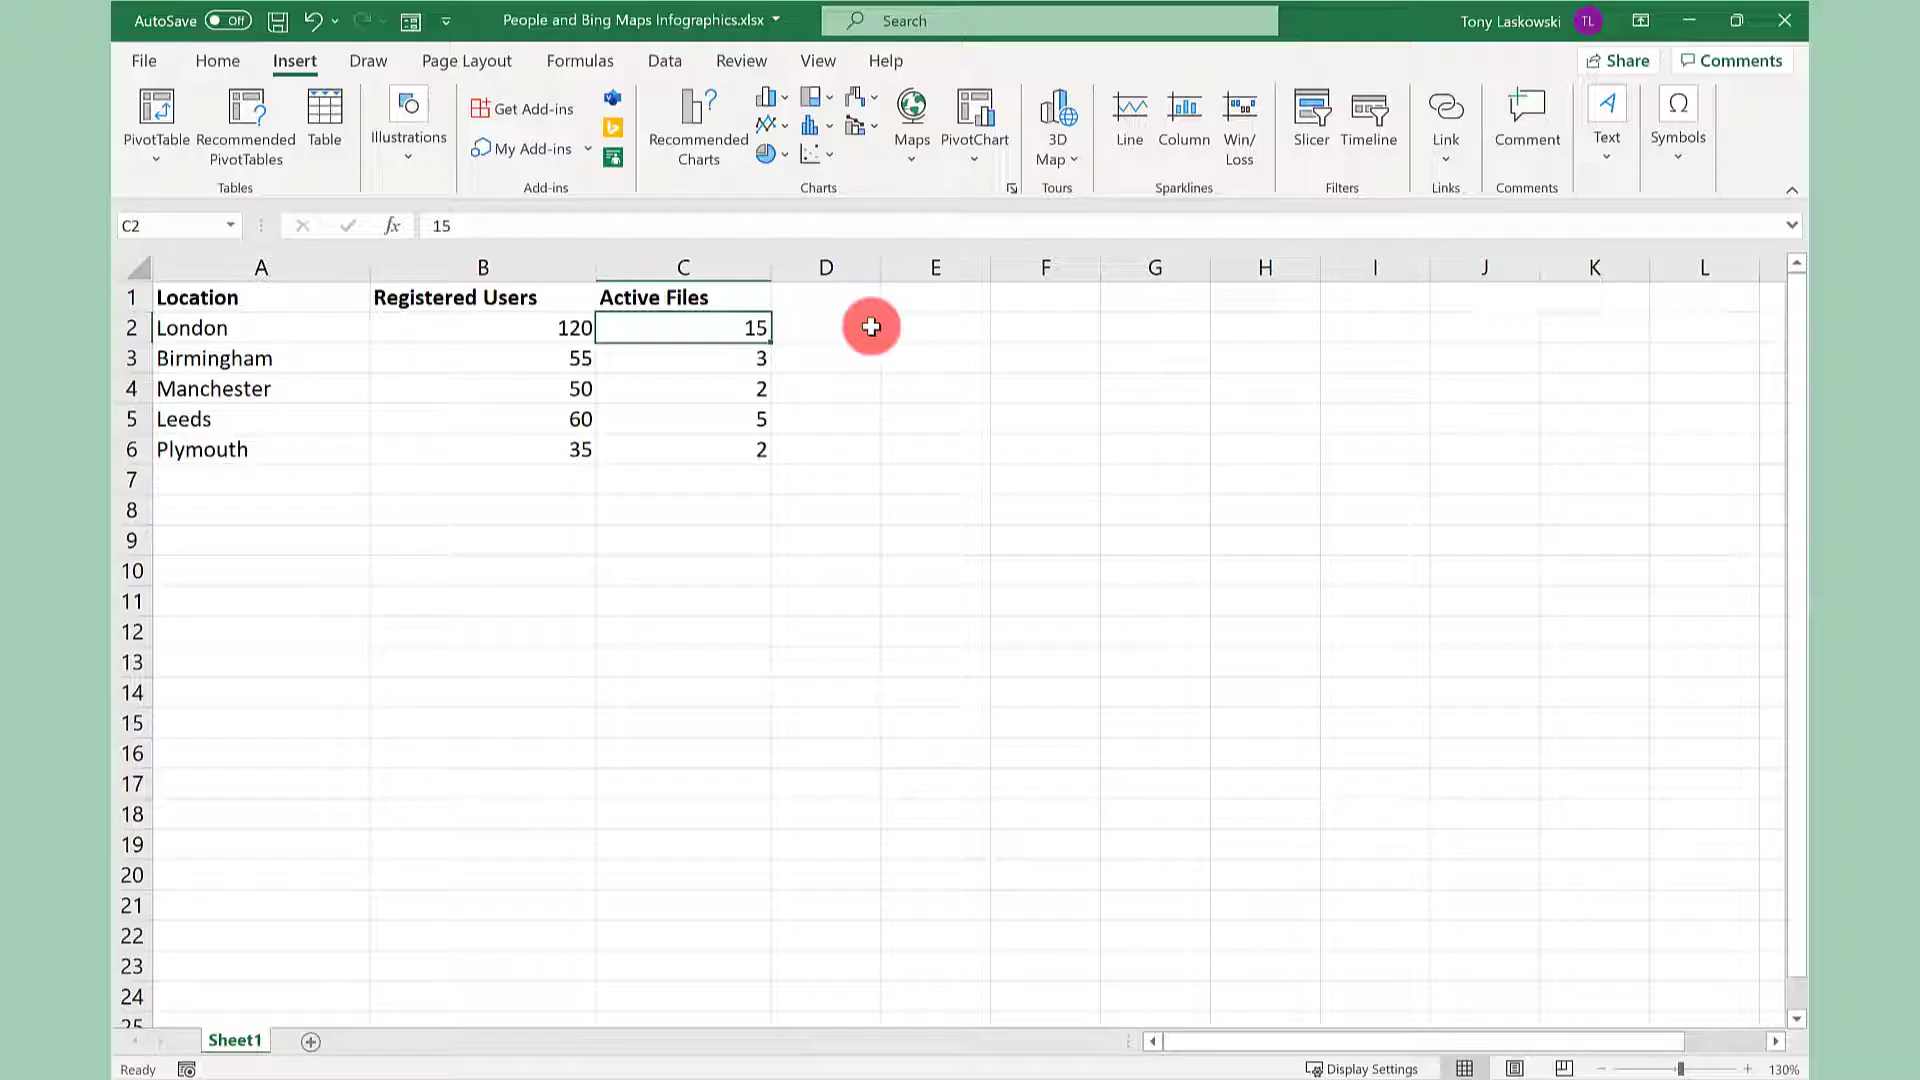 AutoSave Off People and Bing Maps Infographics.xlsx Search Tony Laskowski TL
File Home Insert Draw Page Layout Formulas Data Review View Help Share Comments
PivotTable
Recommended
PivotTables
Table
Tables
Illustrations
Get Add-ins
My Add-ins
Add-ins
Recommended
Charts
Maps
PivotChart
Charts
3D
Map
Tours
Line
Column
Win/
Loss
Sparklines
Slicer
Timeline
Filters
Link
Links
Comment
Comments
Text
Symbols
C2 fx 15
A B C D E F G H I J K L
1 Location Registered Users Active Files
2 London 120 15
3 Birmingham 55 3
4 Manchester 50 2
5 Leeds 60 5
6 Plymouth 35 2
7
8
9
10
11
12
13
14
15
16
17
18
19
20
21
22
23
24
25
Sheet1
Ready Display Settings 130%